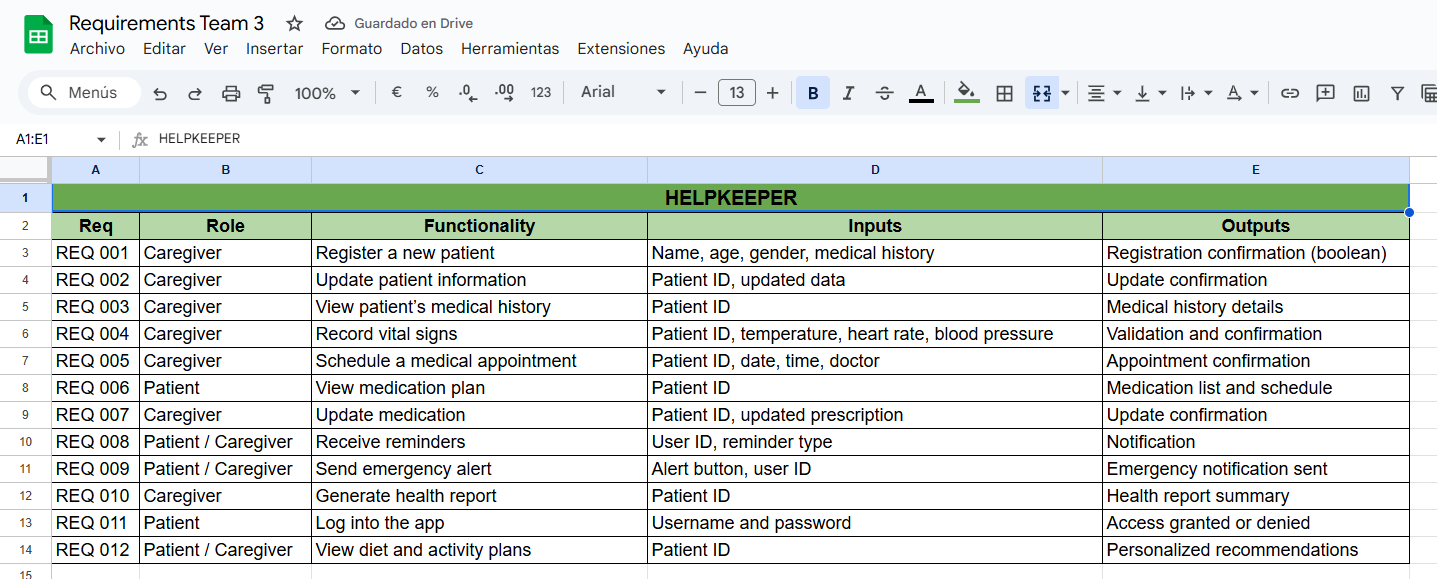 Requirements Team 3 Guardado en Drive
Archivo Editar Ver Insertar Formato Datos Herramientas Extensiones Ayuda
Menús 100% € % .0 .00 123 Arial 13 B I S A A
A1:E1 fx HELPKEEPER
A B C D E
1 HELPKEEPER
2 Req Role Functionality Inputs Outputs
3 REQ 001 Caregiver Register a new patient Name, age, gender, medical history Registration confirmation (boolean)
4 REQ 002 Caregiver Update patient information Patient ID, updated data Update confirmation
5 REQ 003 Caregiver View patient’s medical history Patient ID Medical history details
6 REQ 004 Caregiver Record vital signs Patient ID, temperature, heart rate, blood pressure Validation and confirmation
7 REQ 005 Caregiver Schedule a medical appointment Patient ID, date, time, doctor Appointment confirmation
8 REQ 006 Patient View medication plan Patient ID Medication list and schedule
9 REQ 007 Caregiver Update medication Patient ID, updated prescription Update confirmation
10 REQ 008 Patient / Caregiver Receive reminders User ID, reminder type Notification
11 REQ 009 Patient / Caregiver Send emergency alert Alert button, user ID Emergency notification sent
12 REQ 010 Caregiver Generate health report Patient ID Health report summary
13 REQ 011 Patient Log into the app Username and password Access granted or denied
14 REQ 012 Patient / Caregiver View diet and activity plans Patient ID Personalized recommendations
15